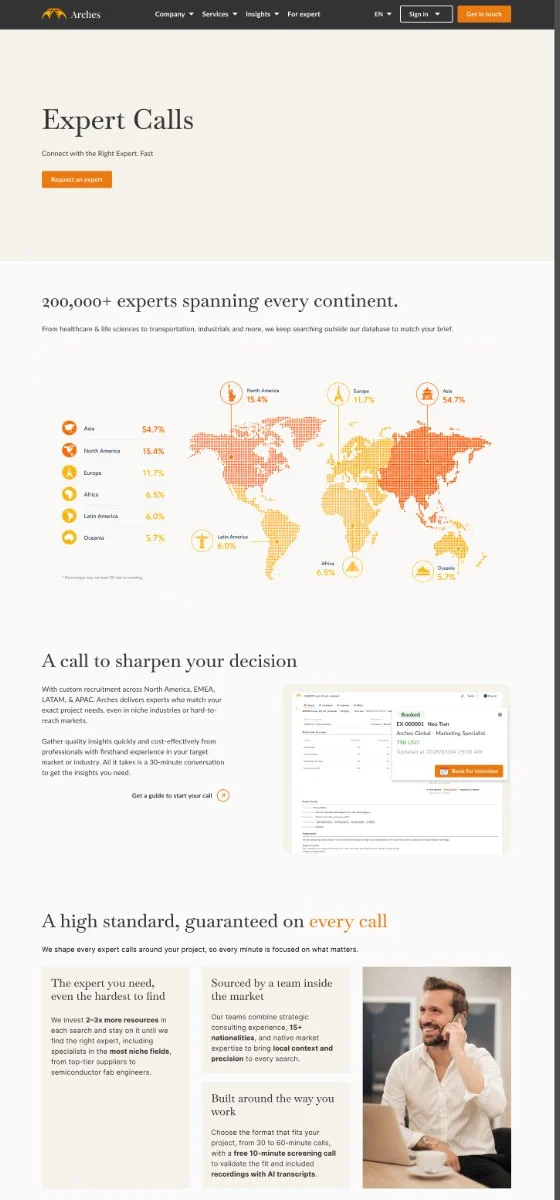 Arches
Company
Services
Insights
For expert
EN
Sign in
Get in touch
Expert Calls
Connect with the Right Expert, Fast
Request an expert
200,000+ experts spanning every continent.
From healthcare & life sciences to transportation, industrials and more, we keep searching outside our database to match your brief.
North America
15.4%
Europe
11.7%
Asia
54.7%
Asia 54.7%
North America 15.4%
Europe 11.7%
Africa 6.5%
Latin America 6.0%
Oceania 5.7%
Latin America
6.0%
Africa
6.5%
Oceania
5.7%
A call to sharpen your decision
With custom recruitment across North America, EMEA,
LATAM, & APAC. Arches delivers experts who match your
exact project needs, even in niche industries or hard-to-
reach markets.
Gather quality insights quickly and cost-effectively from
professionals with firsthand experience in your target
market or industry. All it takes is a 30-minute conversation
to get the insights you need.
Get a guide to start your call
Booked
EX-000001 Neo Tran
Arches Global - Marketing Specialist
750 USD
Book for Interview
A high standard, guaranteed on every call
We shape every expert calls around your project, so every minute is focused on what matters.
The expert you need,
even the hardest to find
We invest 2–3x more resources in
each search and stay on it until we
find the right expert, including
specialists in the most niche fields,
from top-tier suppliers to
semiconductor fab engineers.
Sourced by a team inside
the market
Our teams combine strategic
consulting experience, 15+
nationalities, and native market
expertise to bring local context and
precision to every search.
Built around the way you
work
Choose the format that fits your
project, from 30 to 60-minute calls,
with a free 10-minute screening call
to validate the fit and included
recordings with AI transcripts.